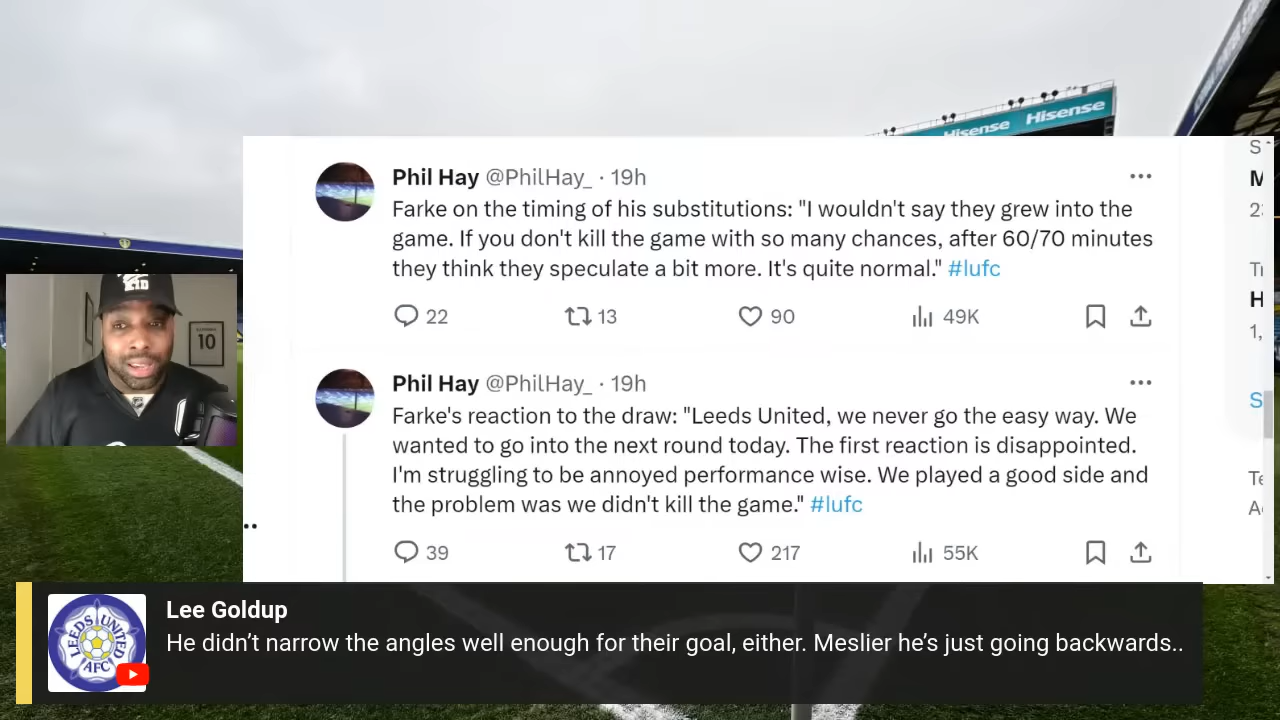 Hisense
Hisense
S
Phil Hay @PhilHay_ · 19h
Farke on the timing of his substitutions: "I wouldn't say they grew into the
game. If you don't kill the game with so many chances, after 60/70 minutes
they think they speculate a bit more. It's quite normal." #lufc
22 13 90 49K
M
2
H
1,
S
Phil Hay @PhilHay_ · 19h
Farke's reaction to the draw: "Leeds United, we never go the easy way. We
wanted to go into the next round today. The first reaction is disappointed.
I'm struggling to be annoyed performance wise. We played a good side and
the problem was we didn't kill the game." #lufc
39 17 217 55K
10
LEEDS UNITED AFC
Lee Goldup
He didn’t narrow the angles well enough for their goal, either. Meslier he’s just going backwards..